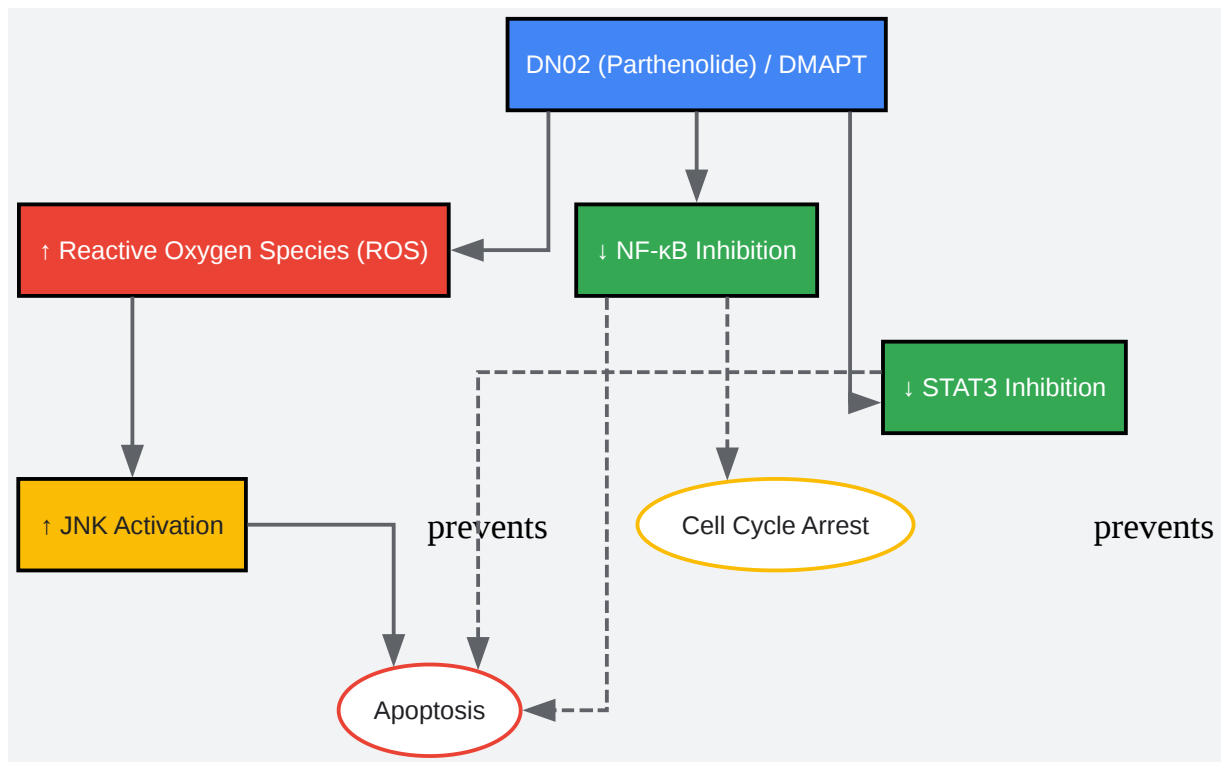 DN02 (Parthenolide) / DMAPT
↑ Reactive Oxygen Species (ROS)
↓ NF-κB Inhibition
↓ STAT3 Inhibition
↑ JNK Activation
prevents
Cell Cycle Arrest
prevents
Apoptosis